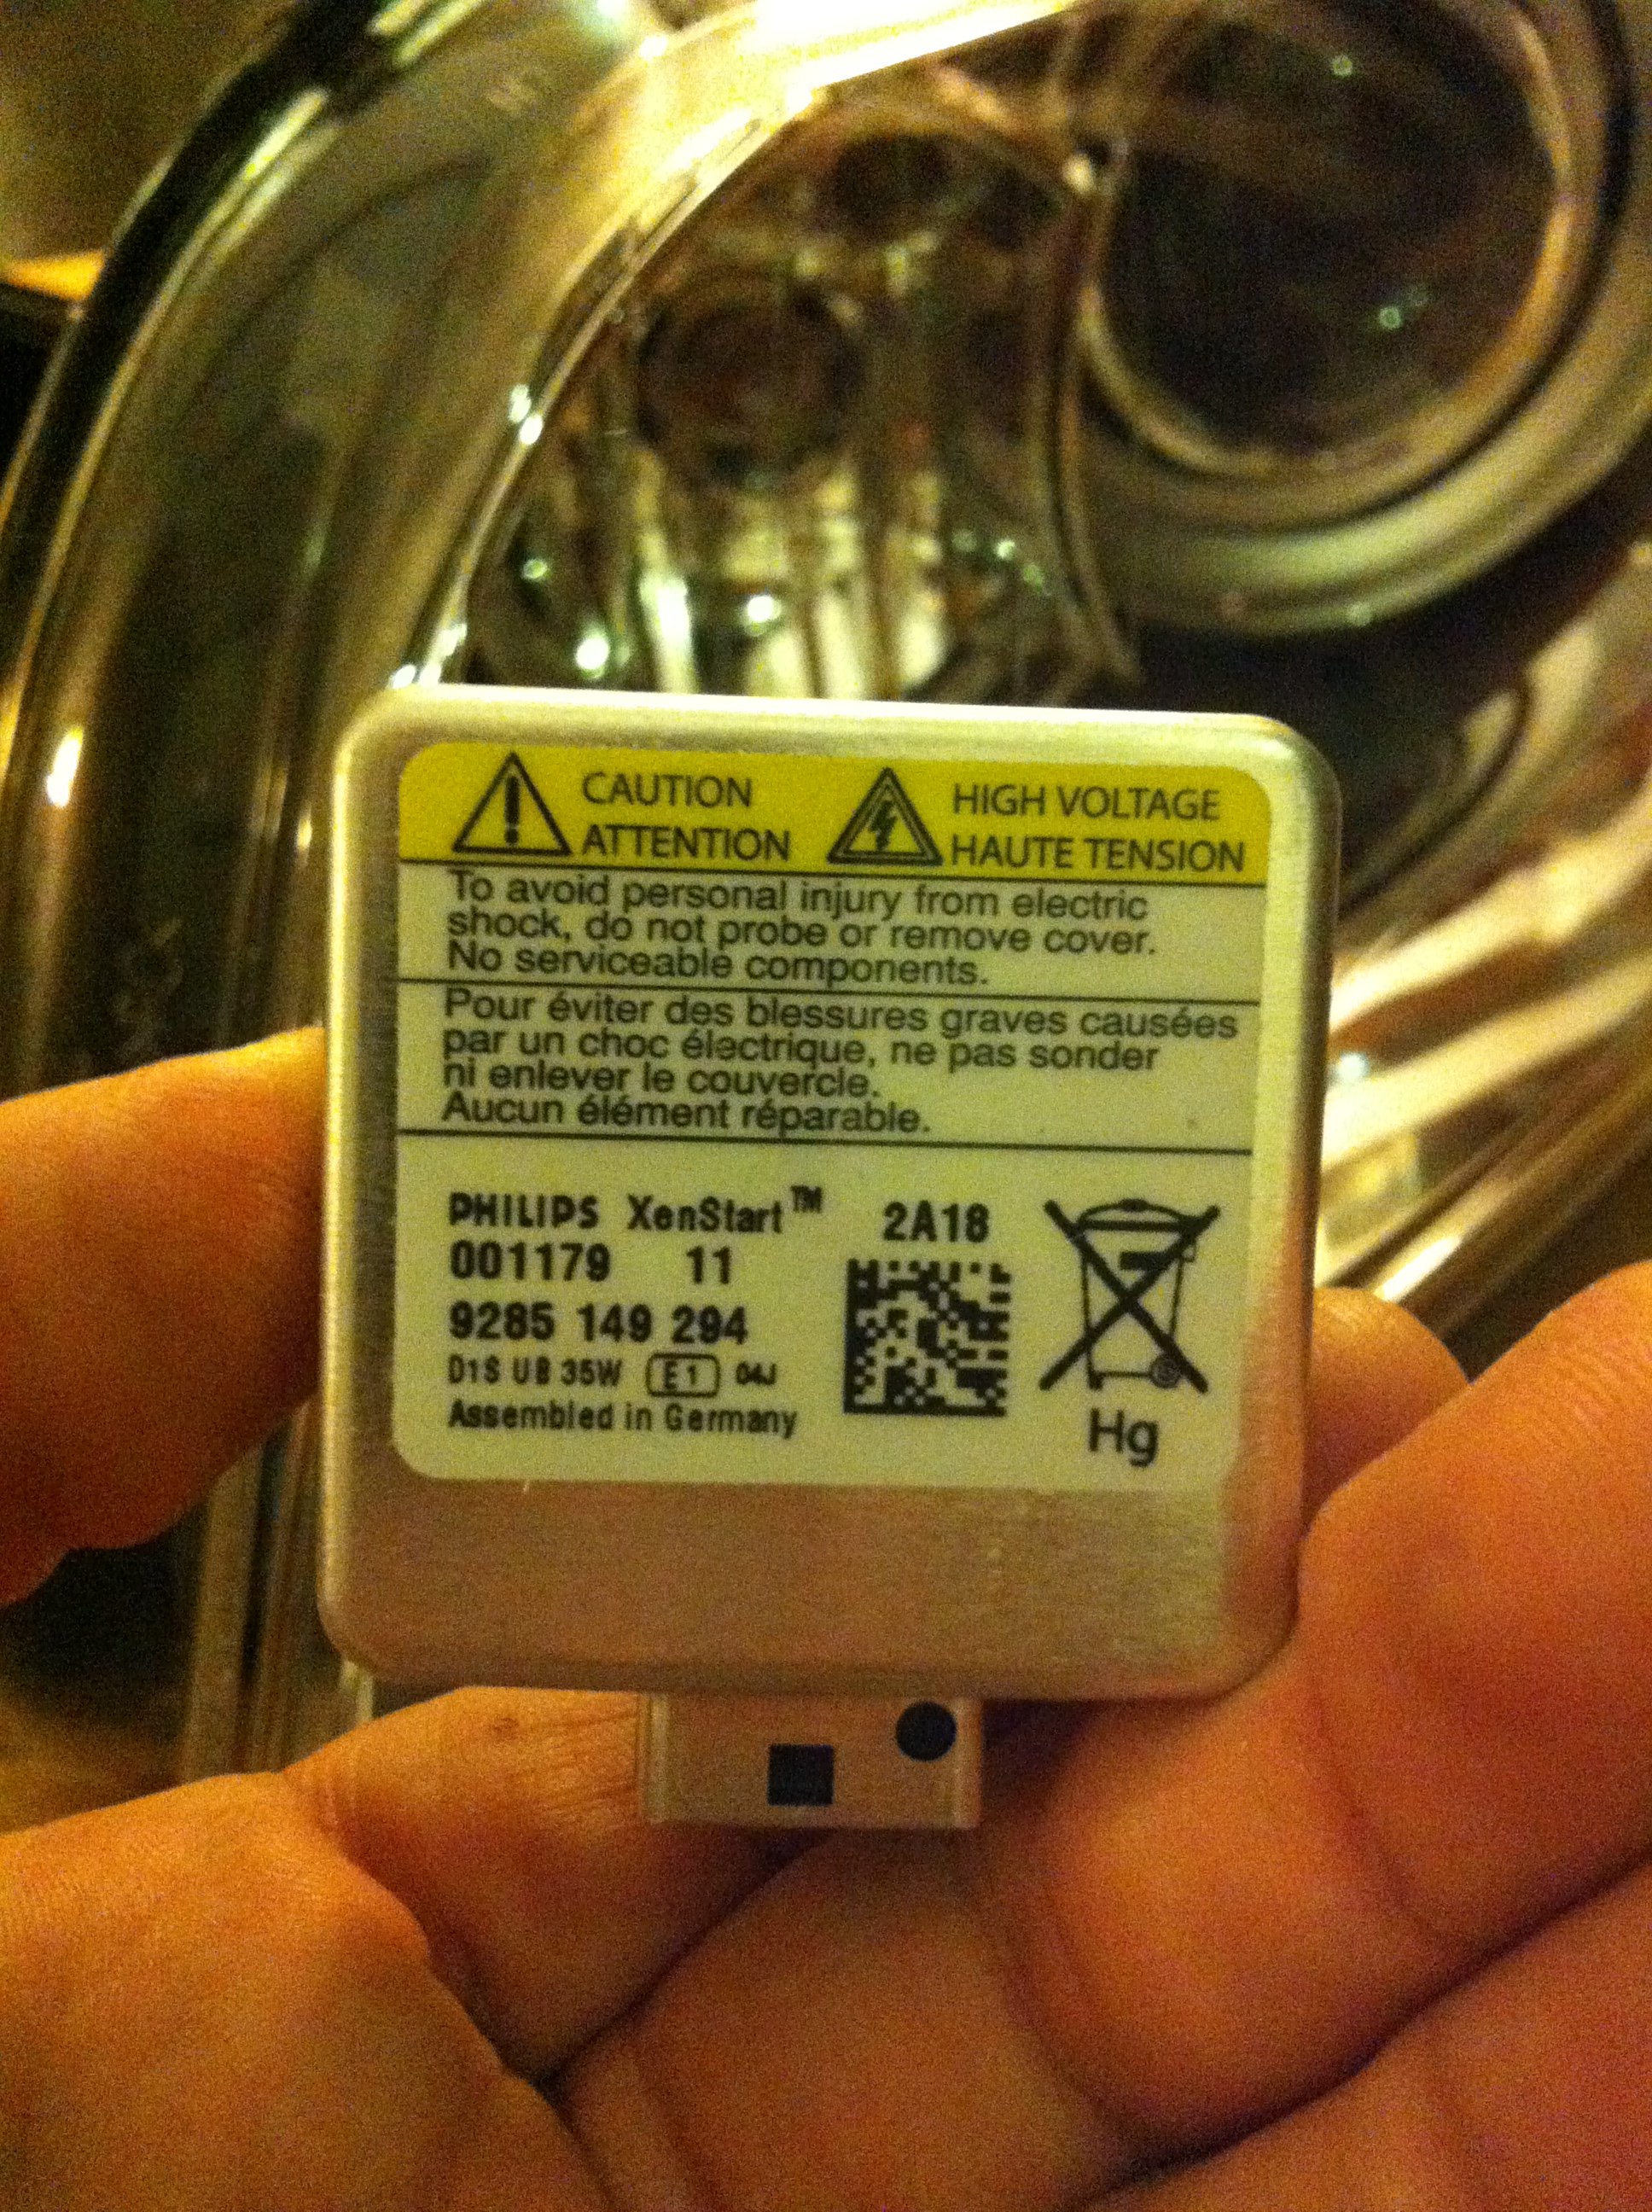 CAUTION
ATTENTION
HIGH VOLTAGE
HAUTE TENSION
To avoid personal injury from electric
shock, do not probe or remove cover.
No serviceable components.
Pour éviter des blessures graves causées
par un choc électrique, ne pas sonder
ni enlever le couvercle.
Aucun élément réparable.
PHILIPS XenStart™
001179 11
9285 149 294
D1S UB 35W E1 04J
Assembled in Germany
2A18
Hg